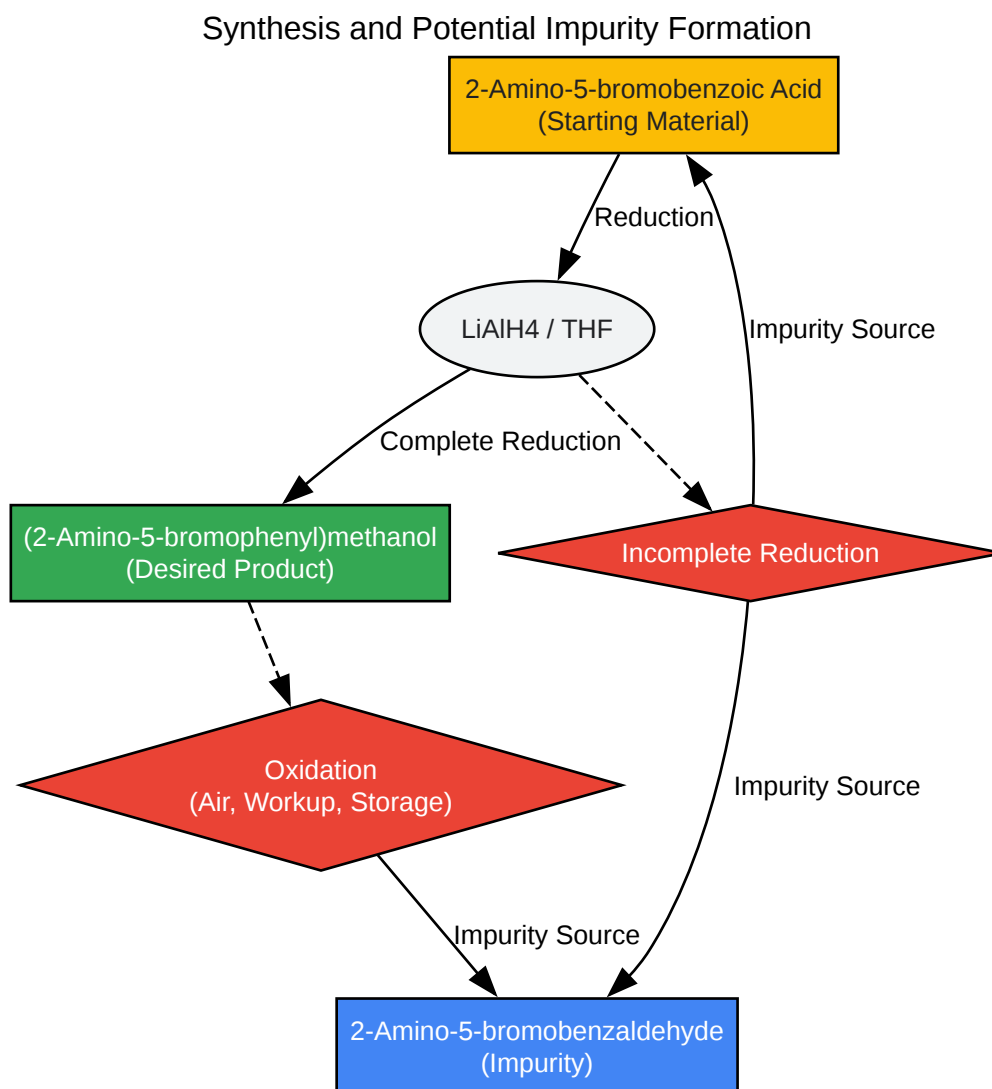 Synthesis and Potential Impurity Formation
2-Amino-5-bromobenzoic Acid
(Starting Material)
Reduction
LiAlH4 / THF
Impurity Source
Complete Reduction
(2-Amino-5-bromophenyl)methanol
(Desired Product)
Incomplete Reduction
Oxidation
(Air, Workup, Storage)
Impurity Source
Impurity Source
2-Amino-5-bromobenzaldehyde
(Impurity)